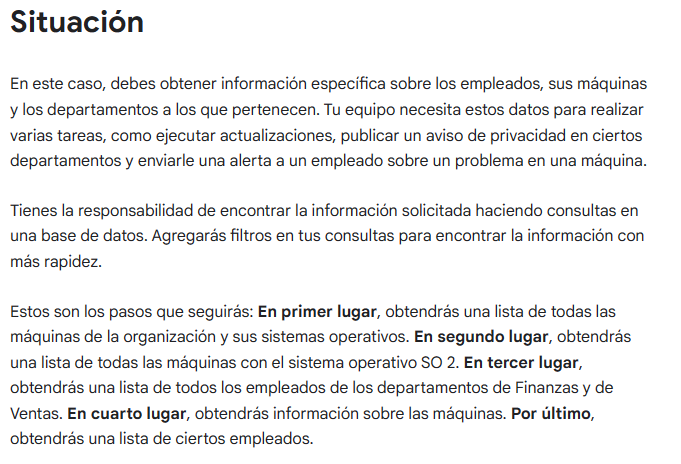 Situación
En este caso, debes obtener información específica sobre los empleados, sus máquinas
y los departamentos a los que pertenecen. Tu equipo necesita estos datos para realizar
varias tareas, como ejecutar actualizaciones, publicar un aviso de privacidad en ciertos
departamentos y enviarle una alerta a un empleado sobre un problema en una máquina.
Tienes la responsabilidad de encontrar la información solicitada haciendo consultas en
una base de datos. Agregarás filtros en tus consultas para encontrar la información con
más rapidez.
Estos son los pasos que seguirás: En primer lugar, obtendrás una lista de todas las
máquinas de la organización y sus sistemas operativos. En segundo lugar, obtendrás
una lista de todas las máquinas con el sistema operativo SO 2. En tercer lugar,
obtendrás una lista de todos los empleados de los departamentos de Finanzas y de
Ventas. En cuarto lugar, obtendrás información sobre las máquinas. Por último,
obtendrás una lista de ciertos empleados.